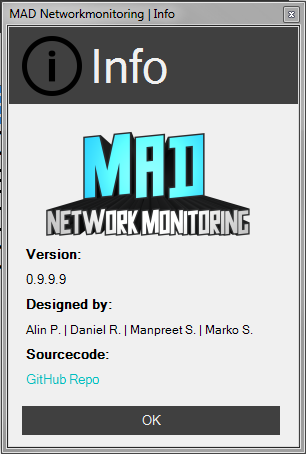 MAD Networkmonitoring | Info
Info
MAD
NETWORK MONITORING
Version:
0.9.9.9
Designed by:
Alin P. | Daniel R. | Manpreet S. | Marko S.
Sourcecode:
GitHub Repo
OK